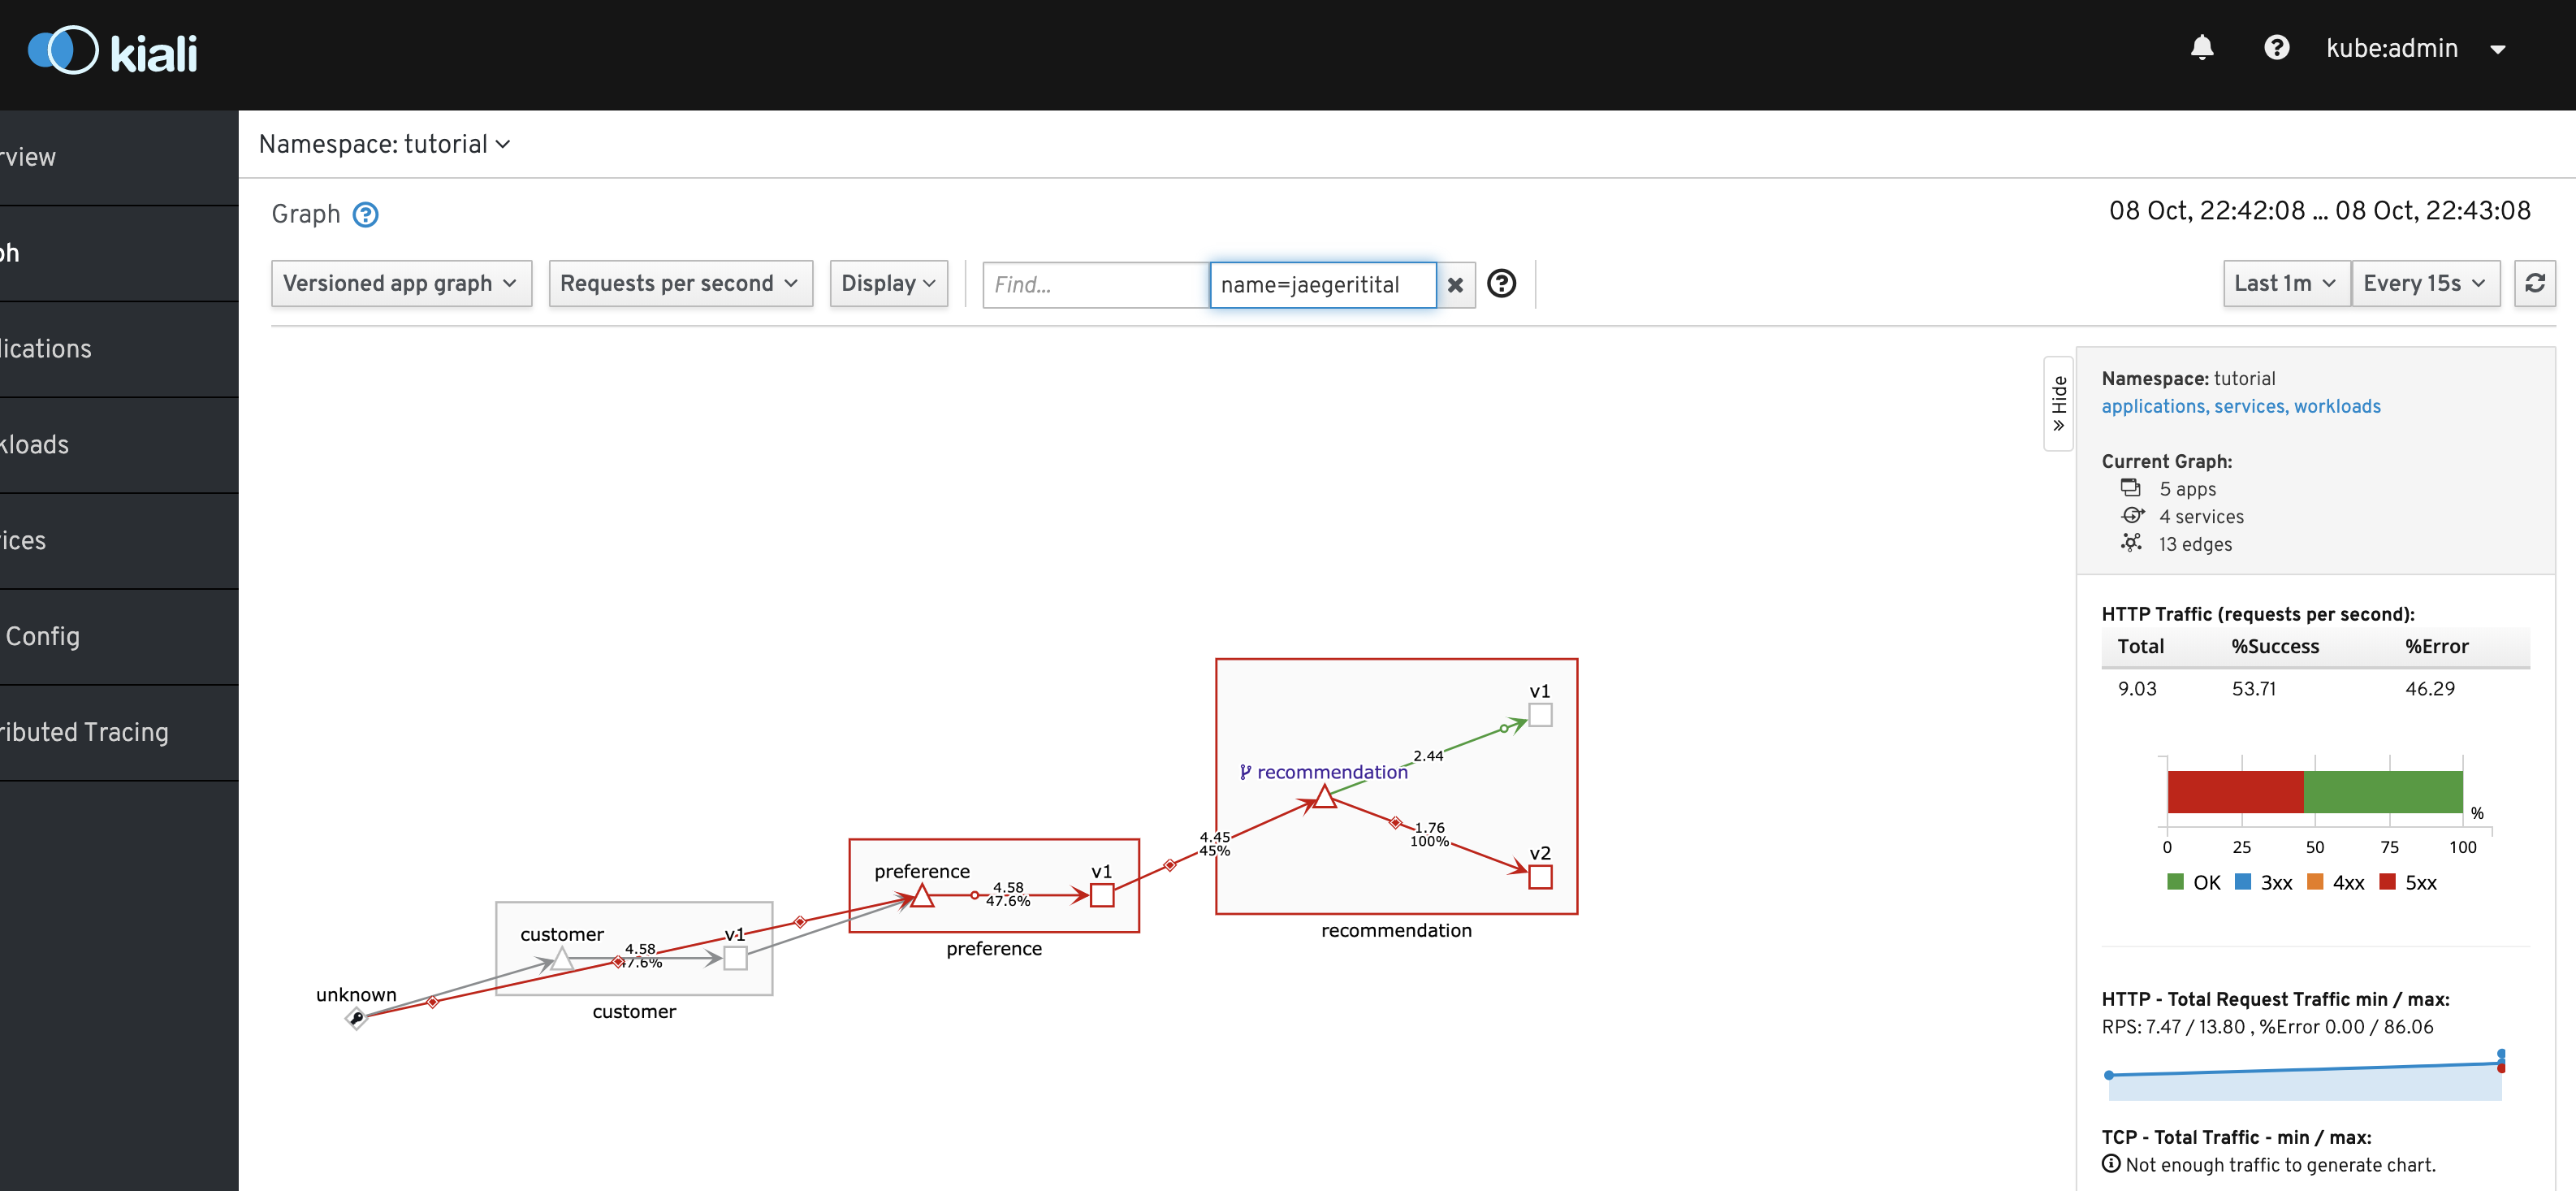 kiali
kube:admin
rview
ph
lications
kloads
ices
Config
ributed Tracing
Namespace: tutorial
Graph
08 Oct, 22:42:08 ... 08 Oct, 22:43:08
Versioned app graph
Requests per second
Display
Find...
name=jaegeritital
Last 1m
Every 15s
Hide
Namespace: tutorial
applications, services, workloads
Current Graph:
5 apps
4 services
13 edges
HTTP Traffic (requests per second):
Total %Success %Error
9.03 53.71 46.29
%
0 25 50 75 100
OK 3xx 4xx 5xx
HTTP - Total Request Traffic min / max:
RPS: 7.47 / 13.80 , %Error 0.00 / 86.06
TCP - Total Traffic - min / max:
Not enough traffic to generate chart.
v1
2.44
recommendation
1.76
100%
v2
recommendation
4.45
45%
preference
v1
4.58
47.6%
preference
customer
v1
4.58
47.6%
customer
unknown